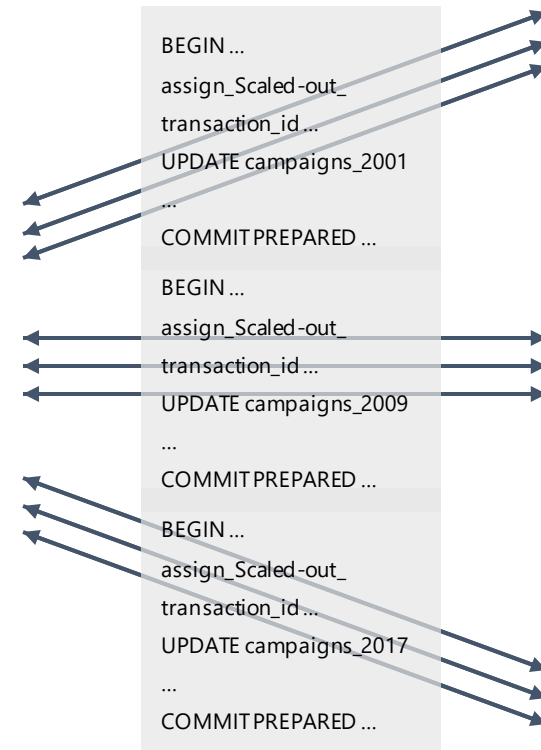 BEGIN …
assign_Scaled-out_
transaction_id …
UPDATE campaigns_2001
…
COMMIT PREPARED …
BEGIN …
assign_Scaled-out_
transaction_id …
UPDATE campaigns_2009
…
COMMIT PREPARED …
BEGIN …
assign_Scaled-out_
transaction_id …
UPDATE campaigns_2017
…
COMMIT PREPARED …